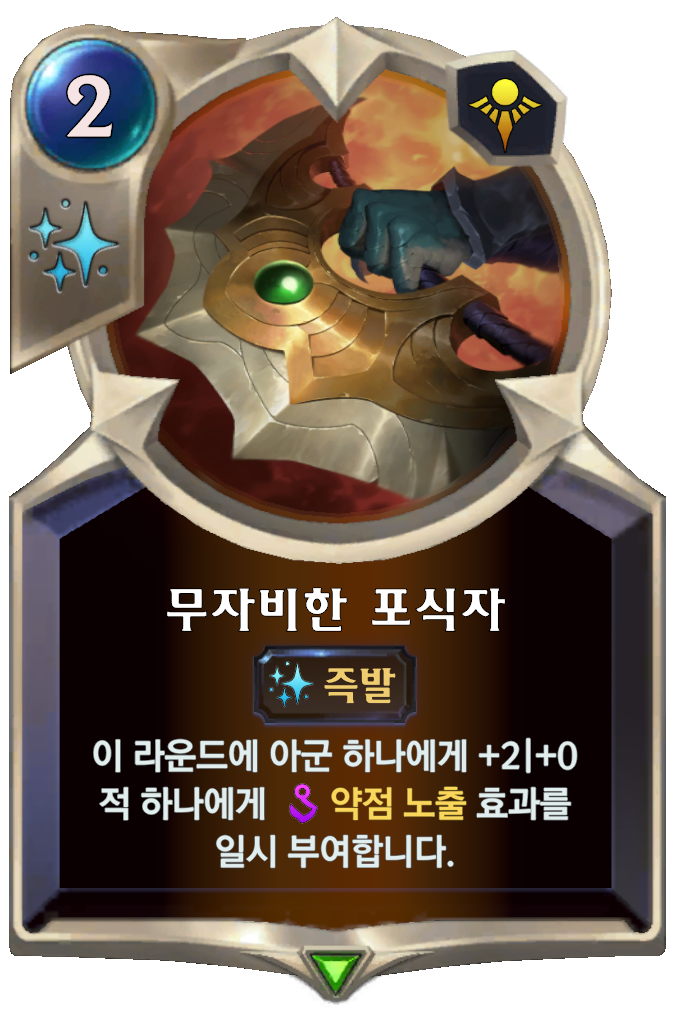 2
무자비한 포식자
즉발
이 라운드에 아군 하나에게 +2|+0
적 하나에게 약점 노출 효과를
일시 부여합니다.